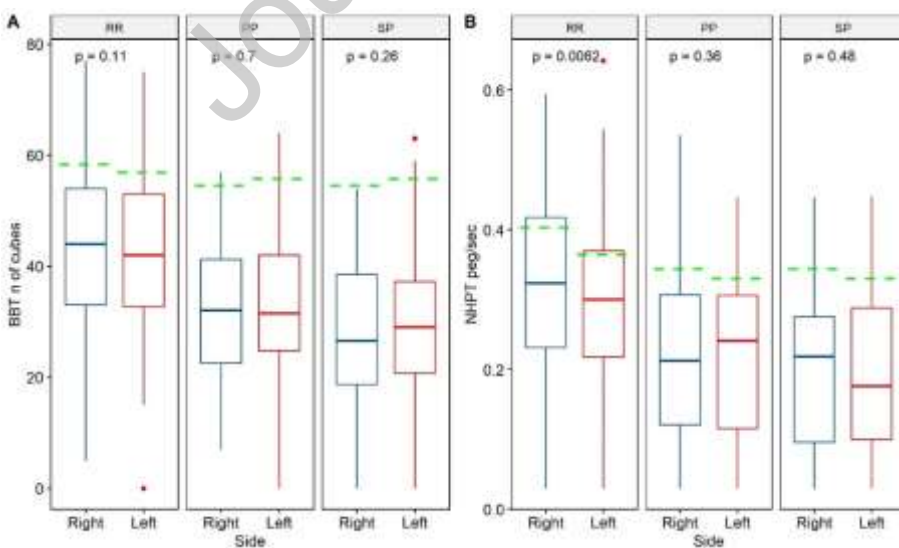 A
RR
PP
SP
p = 0.11
p = 0.7
p = 0.26
BBT n of cubes
80
60
40
20
0
Right
Left
Right
Left
Right
Left
Side
B
RR
PP
SP
p = 0.0062
p = 0.36
p = 0.48
NHPT peg/sec
0.6
0.4
0.2
0.0
Right
Left
Right
Left
Right
Left
Side
Jou